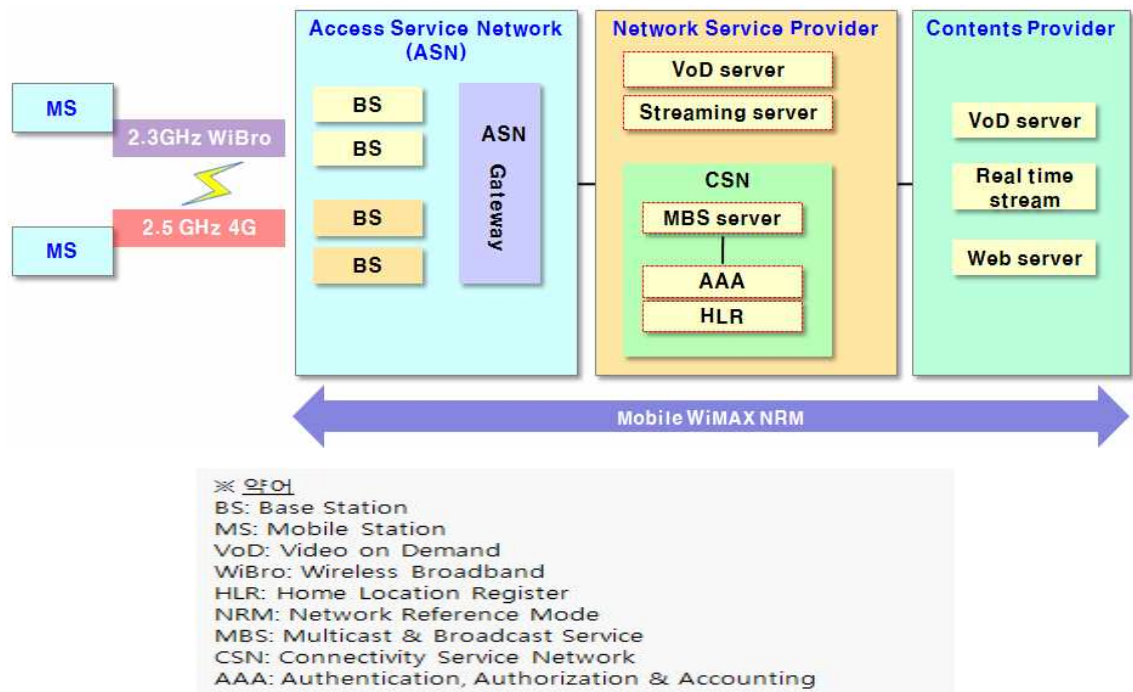 Access Service Network
(ASN)
Network Service Provider
Contents Provider
MS
2.3GHz WiBro
2.5 GHz 4G
MS
BS
BS
BS
BS
ASN
Gateway
VoD server
Streaming server
CSN
MBS server
AAA
HLR
VoD server
Real time
stream
Web server
Mobile WiMAX NRM
※ 약어
BS: Base Station
MS: Mobile Station
VoD: Video on Demand
WiBro: Wireless Broadband
HLR: Home Location Register
NRM: Network Reference Mode
MBS: Multicast & Broadcast Service
CSN: Connectivity Service Network
AAA: Authentication, Authorization & Accounting